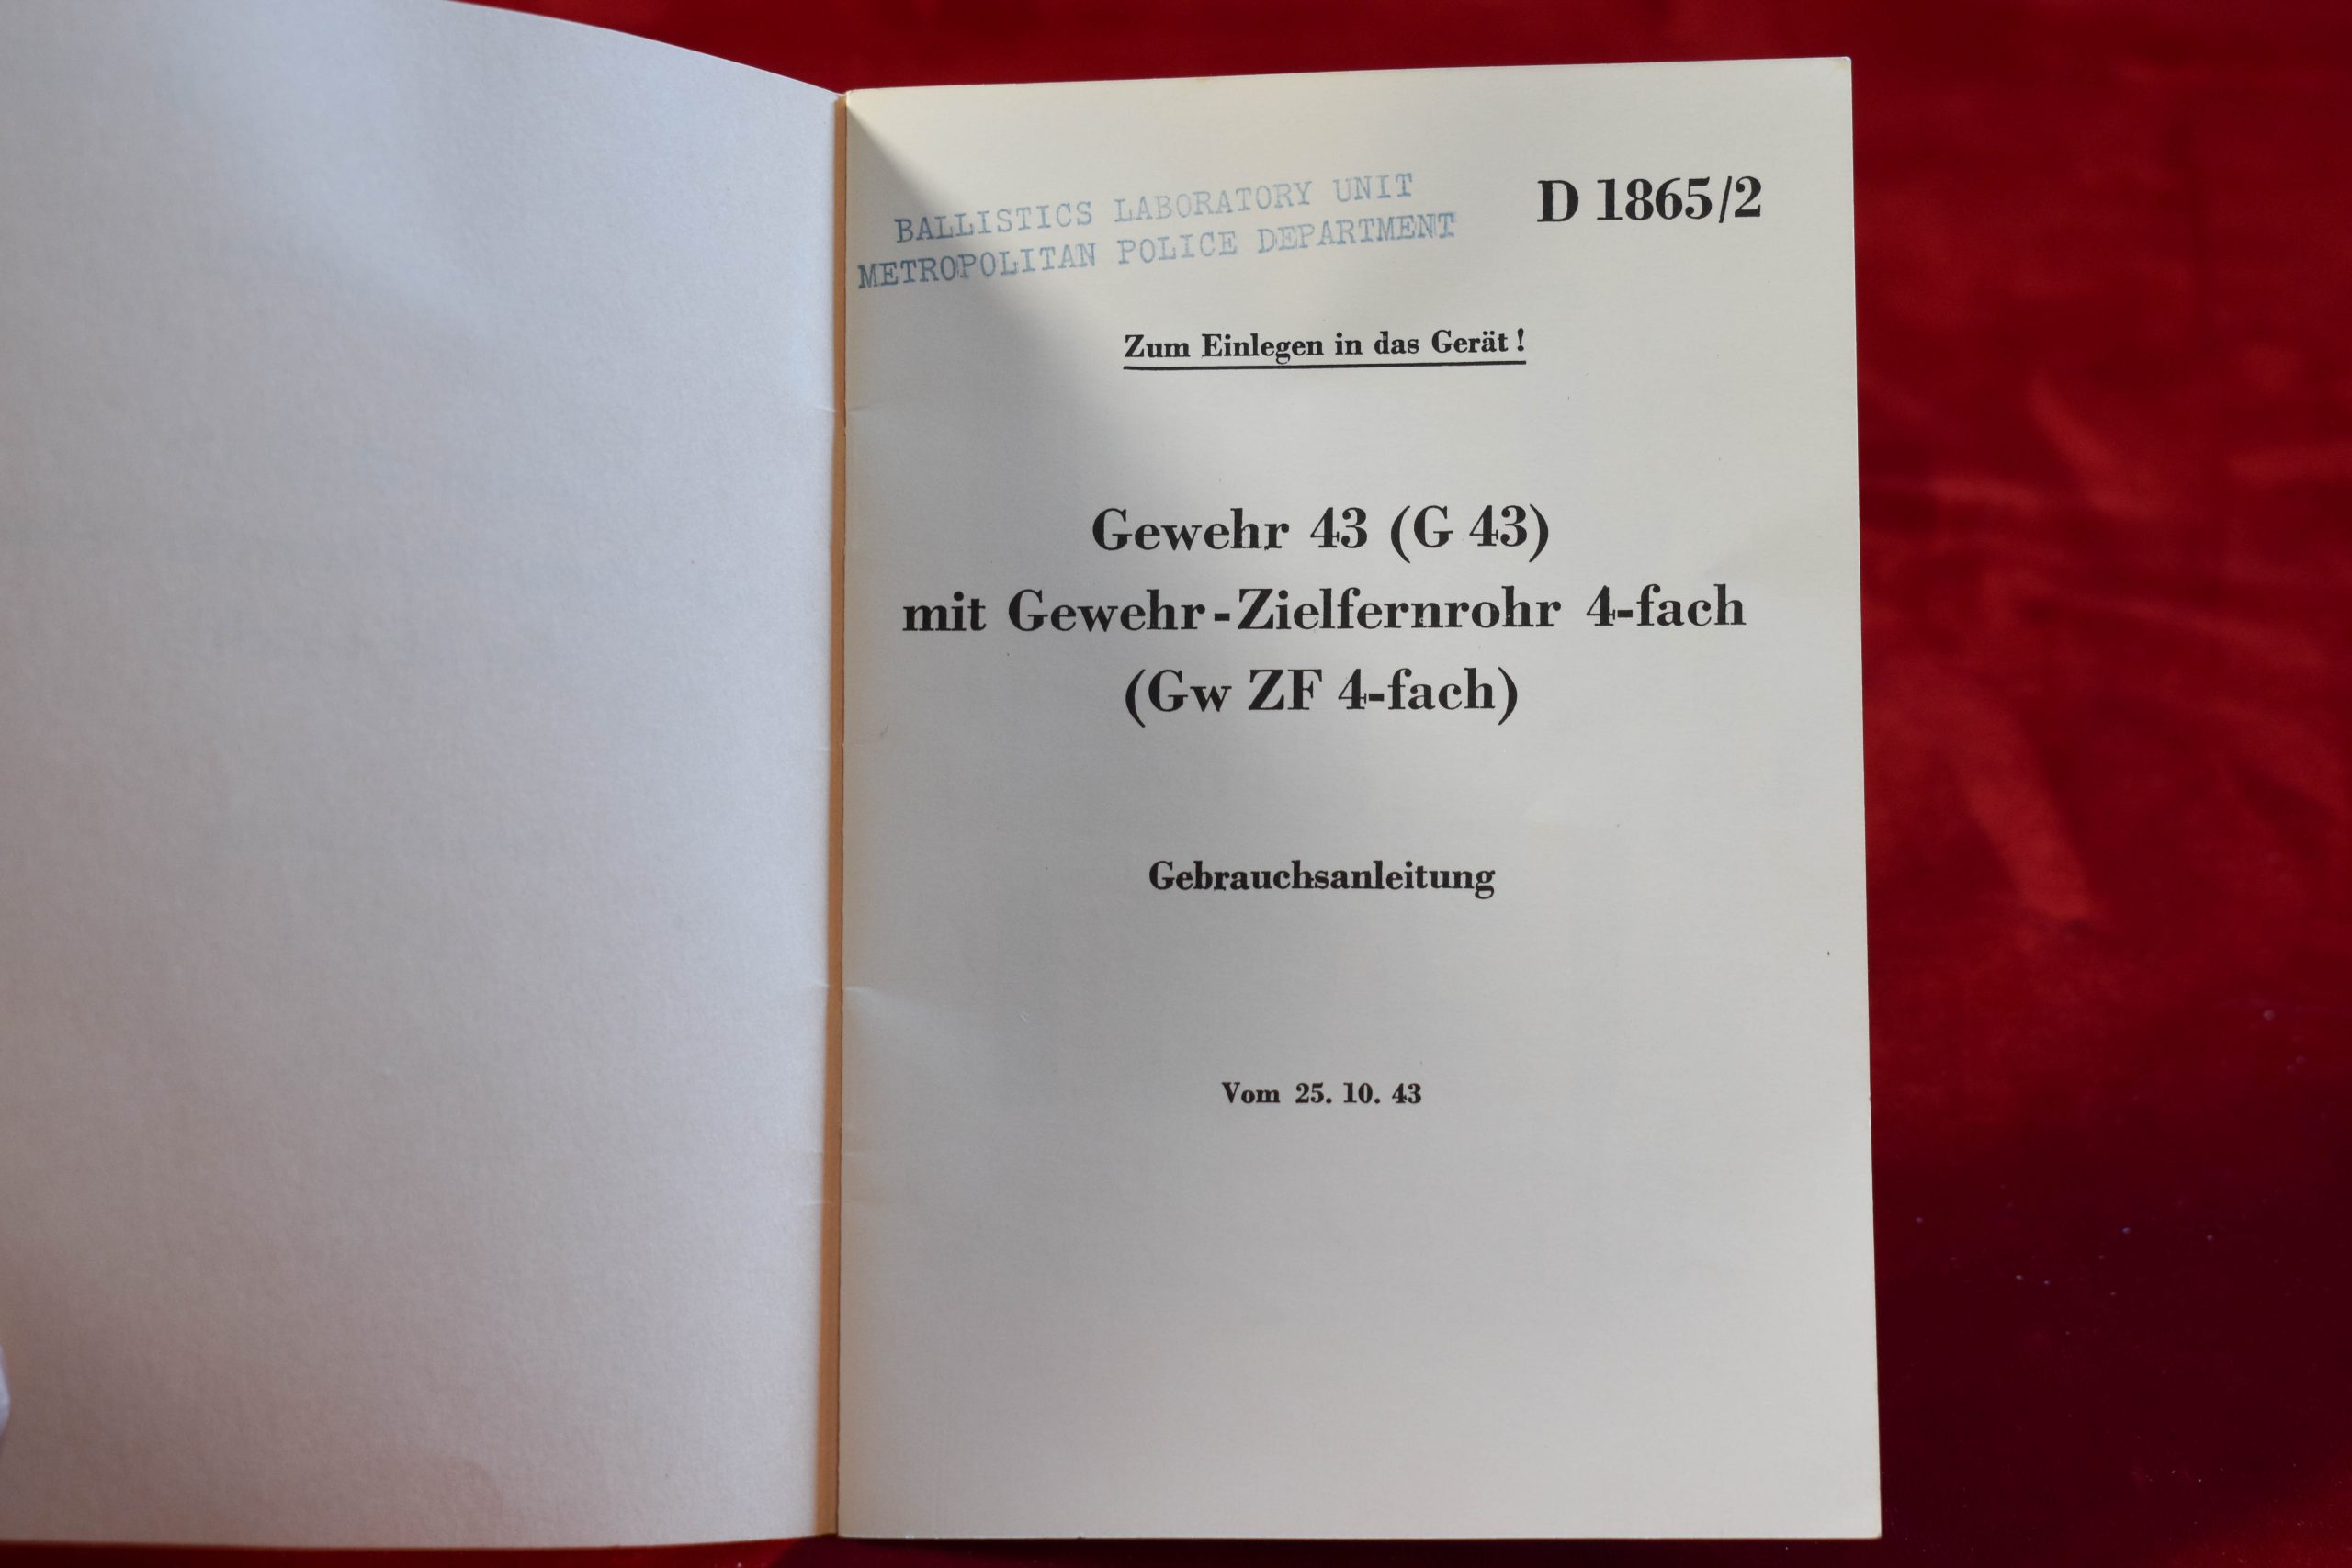 BALLISTICS LABORATORY UNIT
METROPOLITAN POLICE DEPARTMENT
D 1865/2
Zum Einlegen in das Gerät!
Gewehr 43 (G 43)
mit Gewehr-Zielfernrohr 4-fach
(Gw ZF 4-fach)
Gebrauchsanleitung
Vom 25. 10. 43